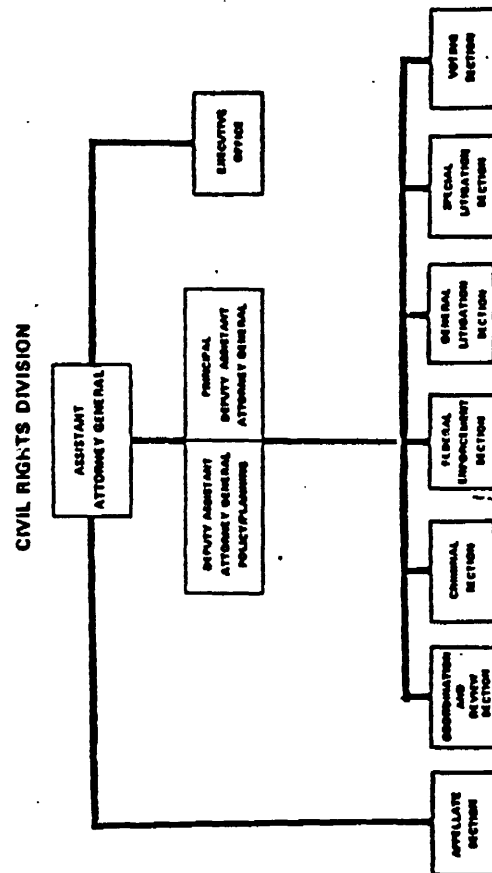 CIVIL RIGHTS DIVISION
ASSISTANT
ATTORNEY GENERAL
EXECUTIVE
OFFICE
DEPUTY ASSISTANT
ATTORNEY GENERAL
POLICY/PLANNING
PRINCIPAL
DEPUTY ASSISTANT
ATTORNEY GENERAL
APPELLATE
SECTION
COORDINATION
AND
REVIEW
SECTION
CRIMINAL
SECTION
FEDERAL
ENFORCEMENT
SECTION
GENERAL
LITIGATION
SECTION
SPECIAL
LITIGATION
SECTION
VOTING
SECTION